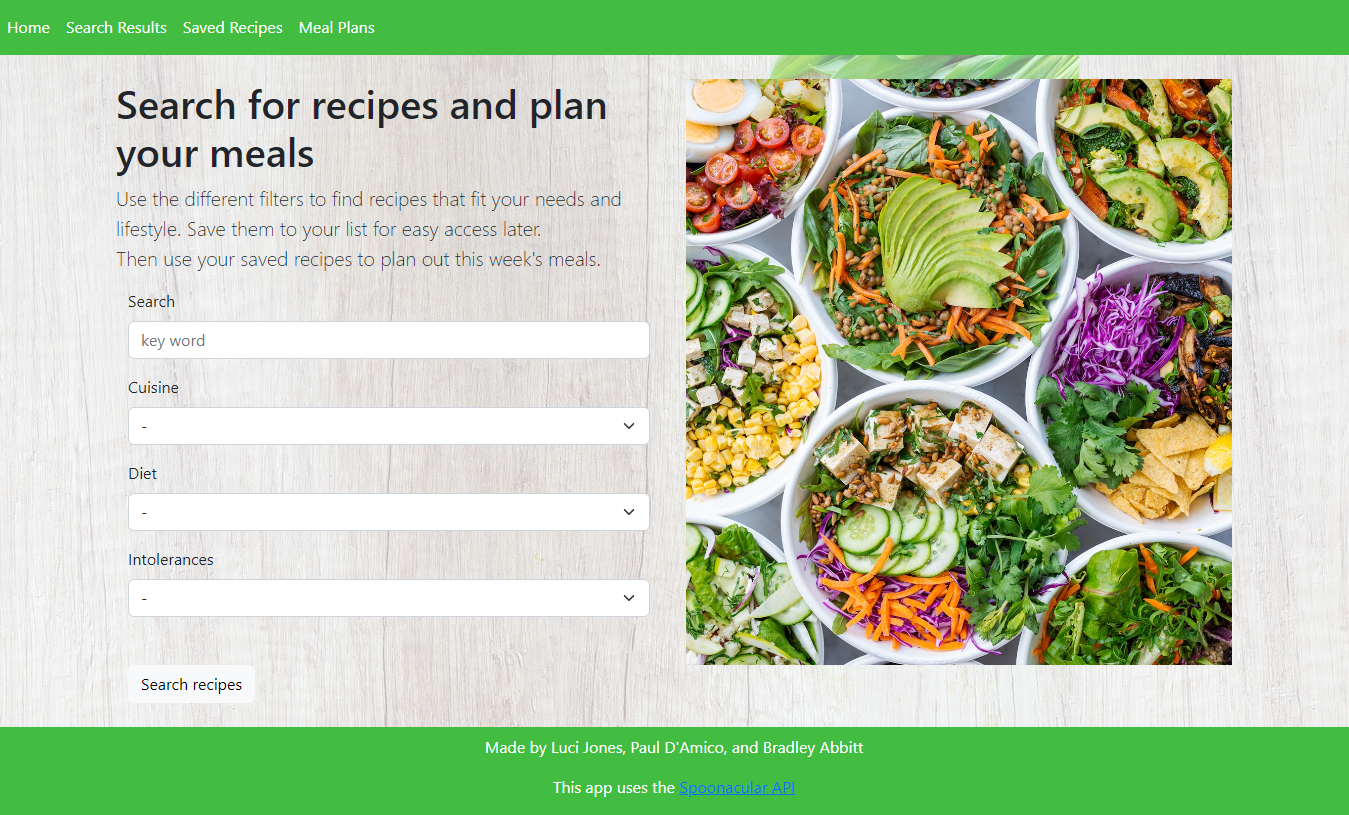 Home Search Results Saved Recipes Meal Plans
Search for recipes and plan
your meals
Use the different filters to find recipes that fit your needs and
lifestyle. Save them to your list for easy access later.
Then use your saved recipes to plan out this week's meals.
Search
key word
Cuisine
-
Diet
-
Intolerances
-
Search recipes
Made by Luci Jones, Paul D'Amico, and Bradley Abbitt
This app uses the Spoonacular API